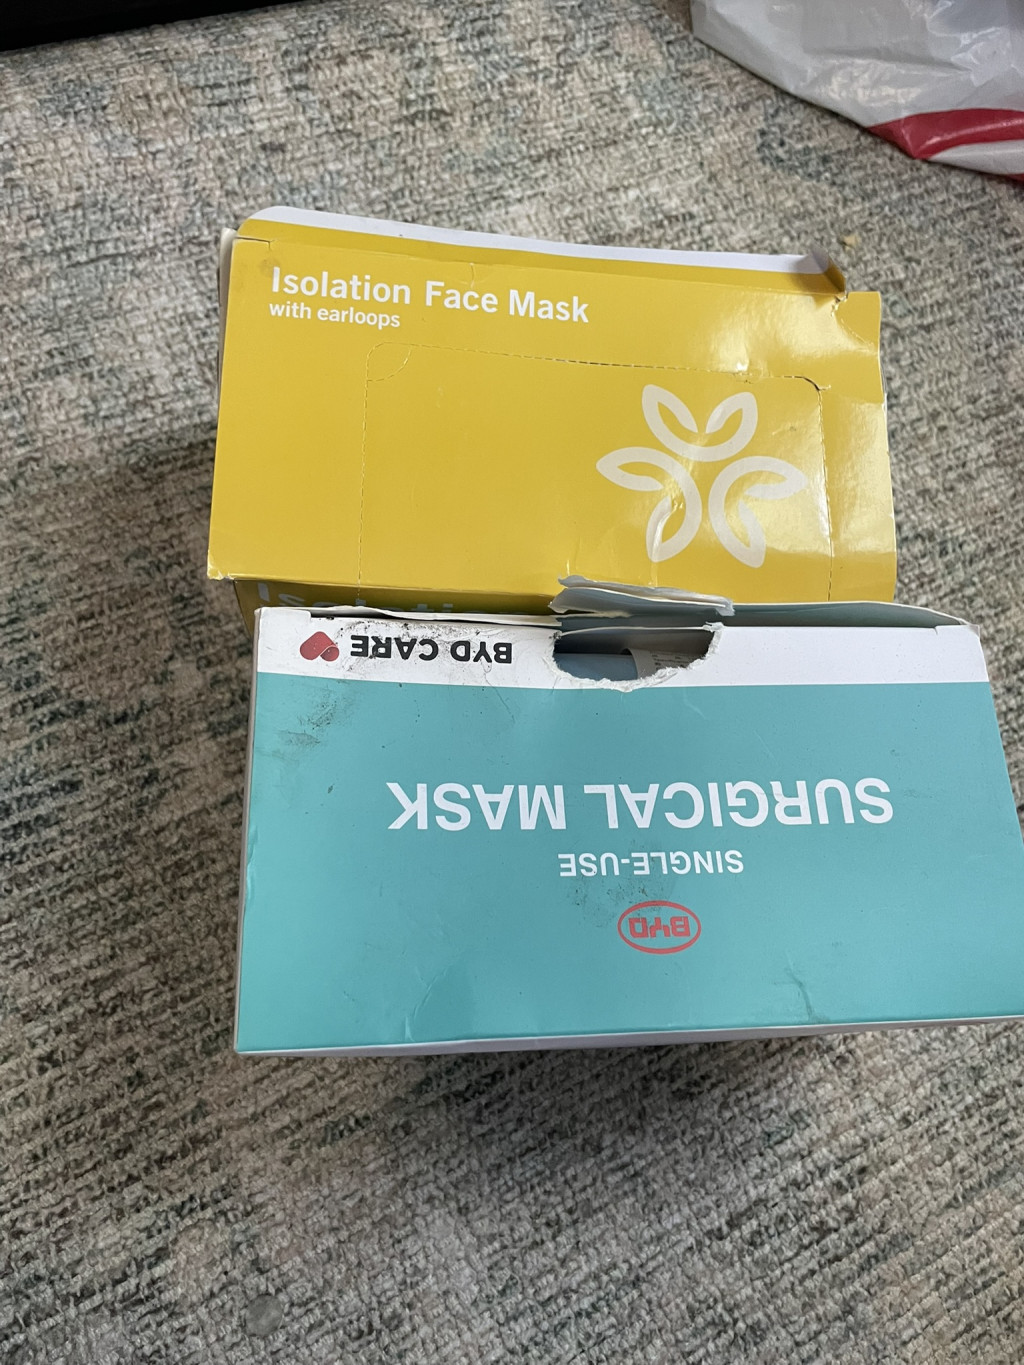 Isolation Face Mask
with earloops
BYD CARE
SURGICAL MASK
SINGLE-USE
BYD